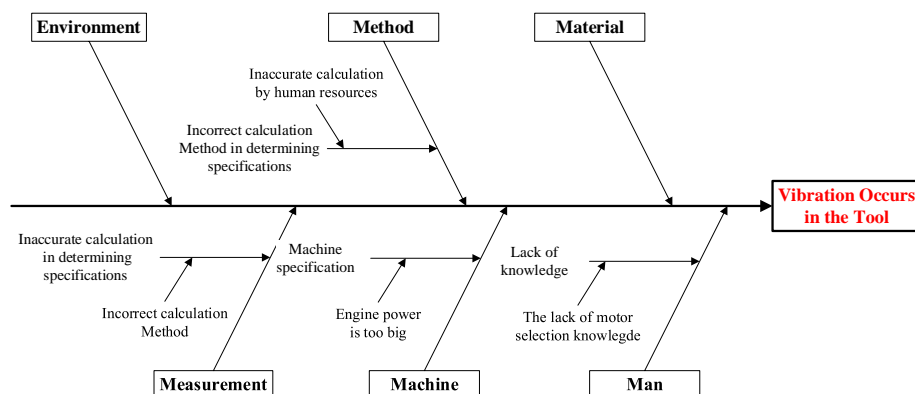 Environment
Method
Material
Inaccurate calculation
by human resources
Incorrect calculation
Method in determining
specifications
Vibration Occurs
in the Tool
Inaccurate calculation
in determining
specifications
Machine
specification
Lack of
knowledge
Incorrect calculation
Method
Engine power
is too big
The lack of motor
selection knowlegde
Measurement
Machine
Man